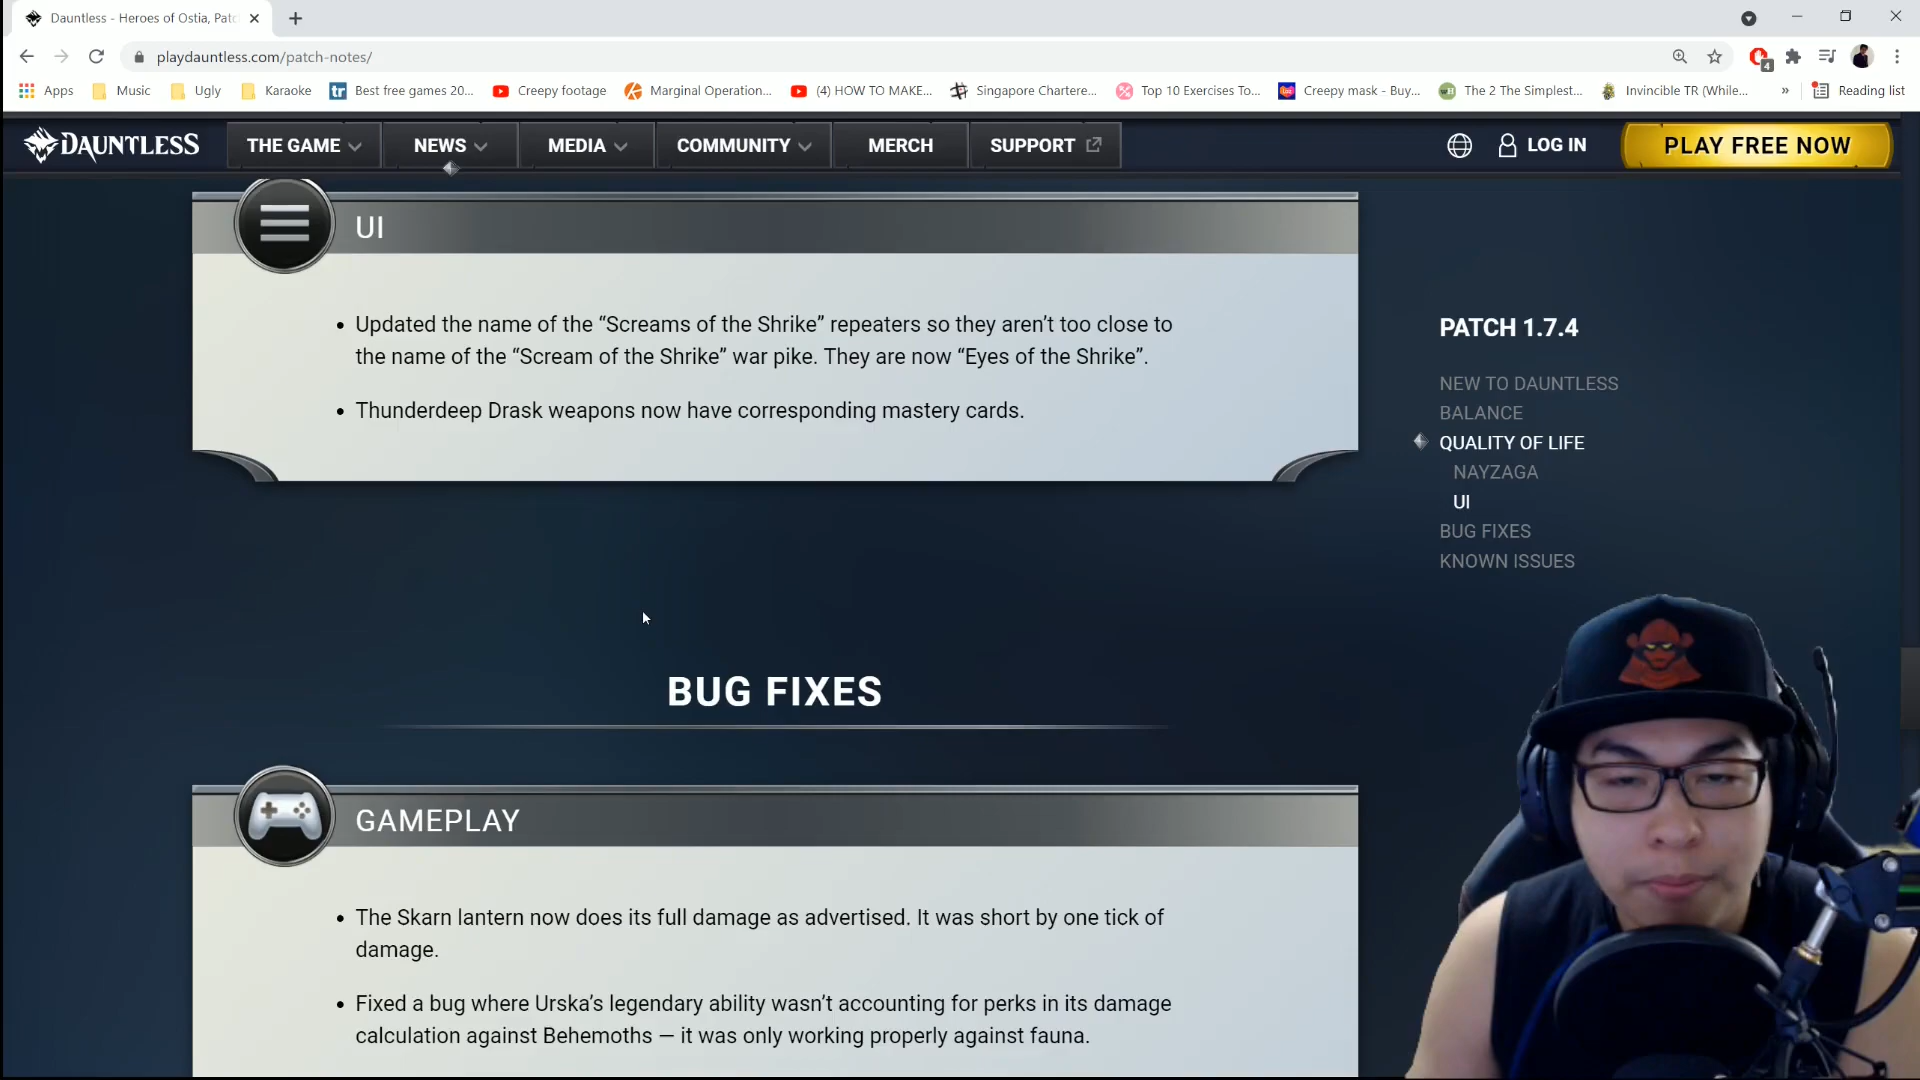 Dauntless - Heroes of Ostia, Patc
playdauntless.com/patch-notes/
4
Apps
Music
Ugly
Karaoke
tr
Best free games 20...
Creepy footage
Marginal Operation...
(4) HOW TO MAKE...
Singapore Chartere...
Top 10 Exercises To...
Creepy mask - Buy...
The 2 The Simplest...
Invincible TR (While...
»
Reading list
DAUNTLESS
THE GAME
NEWS
MEDIA
COMMUNITY
MERCH
SUPPORT
LOG IN
PLAY FREE NOW
UI
• Updated the name of the “Screams of the Shrike” repeaters so they aren’t too close to
the name of the “Scream of the Shrike” war pike. They are now “Eyes of the Shrike”.
• Thunderdeep Drask weapons now have corresponding mastery cards.
PATCH 1.7.4
NEW TO DAUNTLESS
BALANCE
QUALITY OF LIFE
NAYZAGA
UI
BUG FIXES
KNOWN ISSUES
BUG FIXES
GAMEPLAY
• The Skarn lantern now does its full damage as advertised. It was short by one tick of
damage.
• Fixed a bug where Urska’s legendary ability wasn’t accounting for perks in its damage
calculation against Behemoths — it was only working properly against fauna.